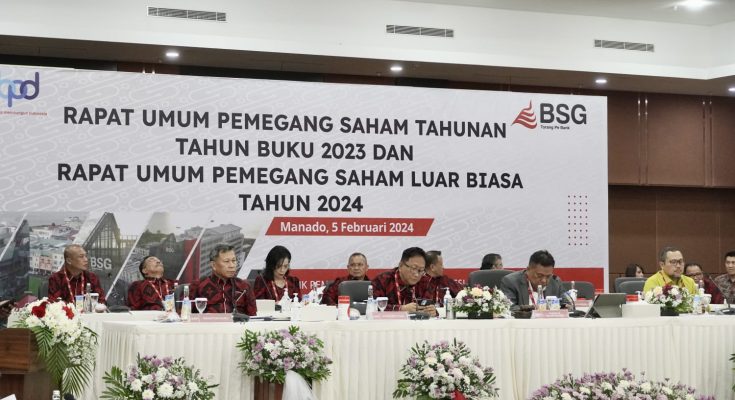 bpd
RAPAT UMUM PEMEGANG SAHAM TAHUNAN
TAHUN BUKU 2023 DAN
RAPAT UMUM PEMEGANG SAHAM LUAR BIASA
TAHUN 2024
Manado, 5 Februari 2024
BSG
Torang Pe Bank
BSG